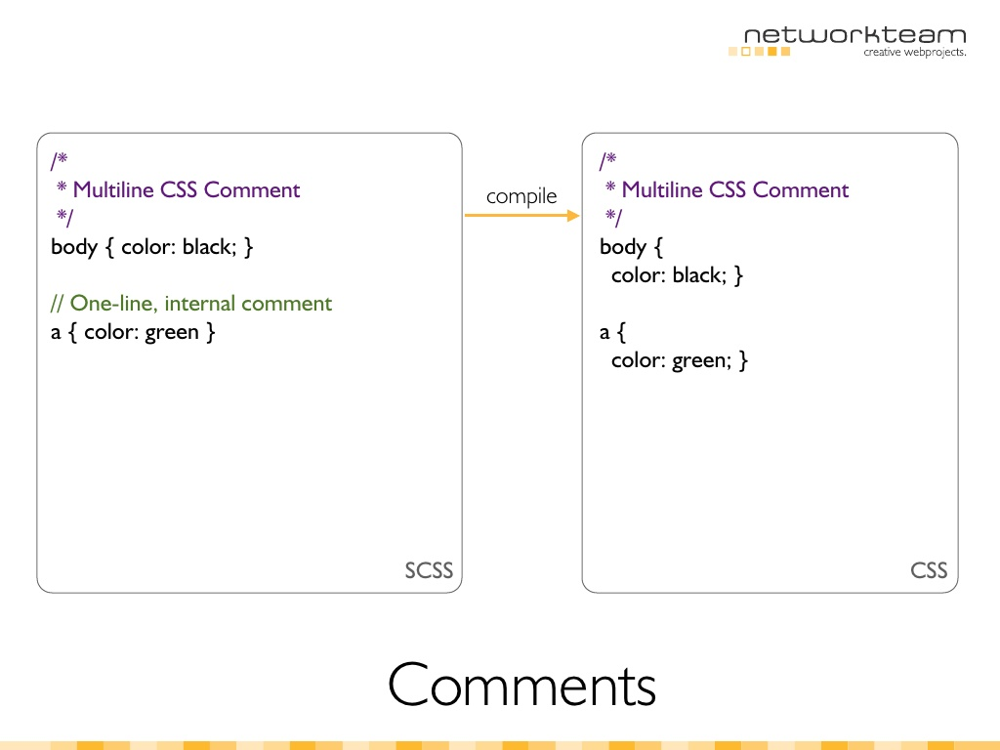 networkteam
creative webprojects.
/*
 * Multiline CSS Comment
 */
body { color: black; }

// One-line, internal comment
a { color: green }
SCSS
compile
/*
 * Multiline CSS Comment
 */
body {
  color: black; }

a {
  color: green; }
CSS
Comments